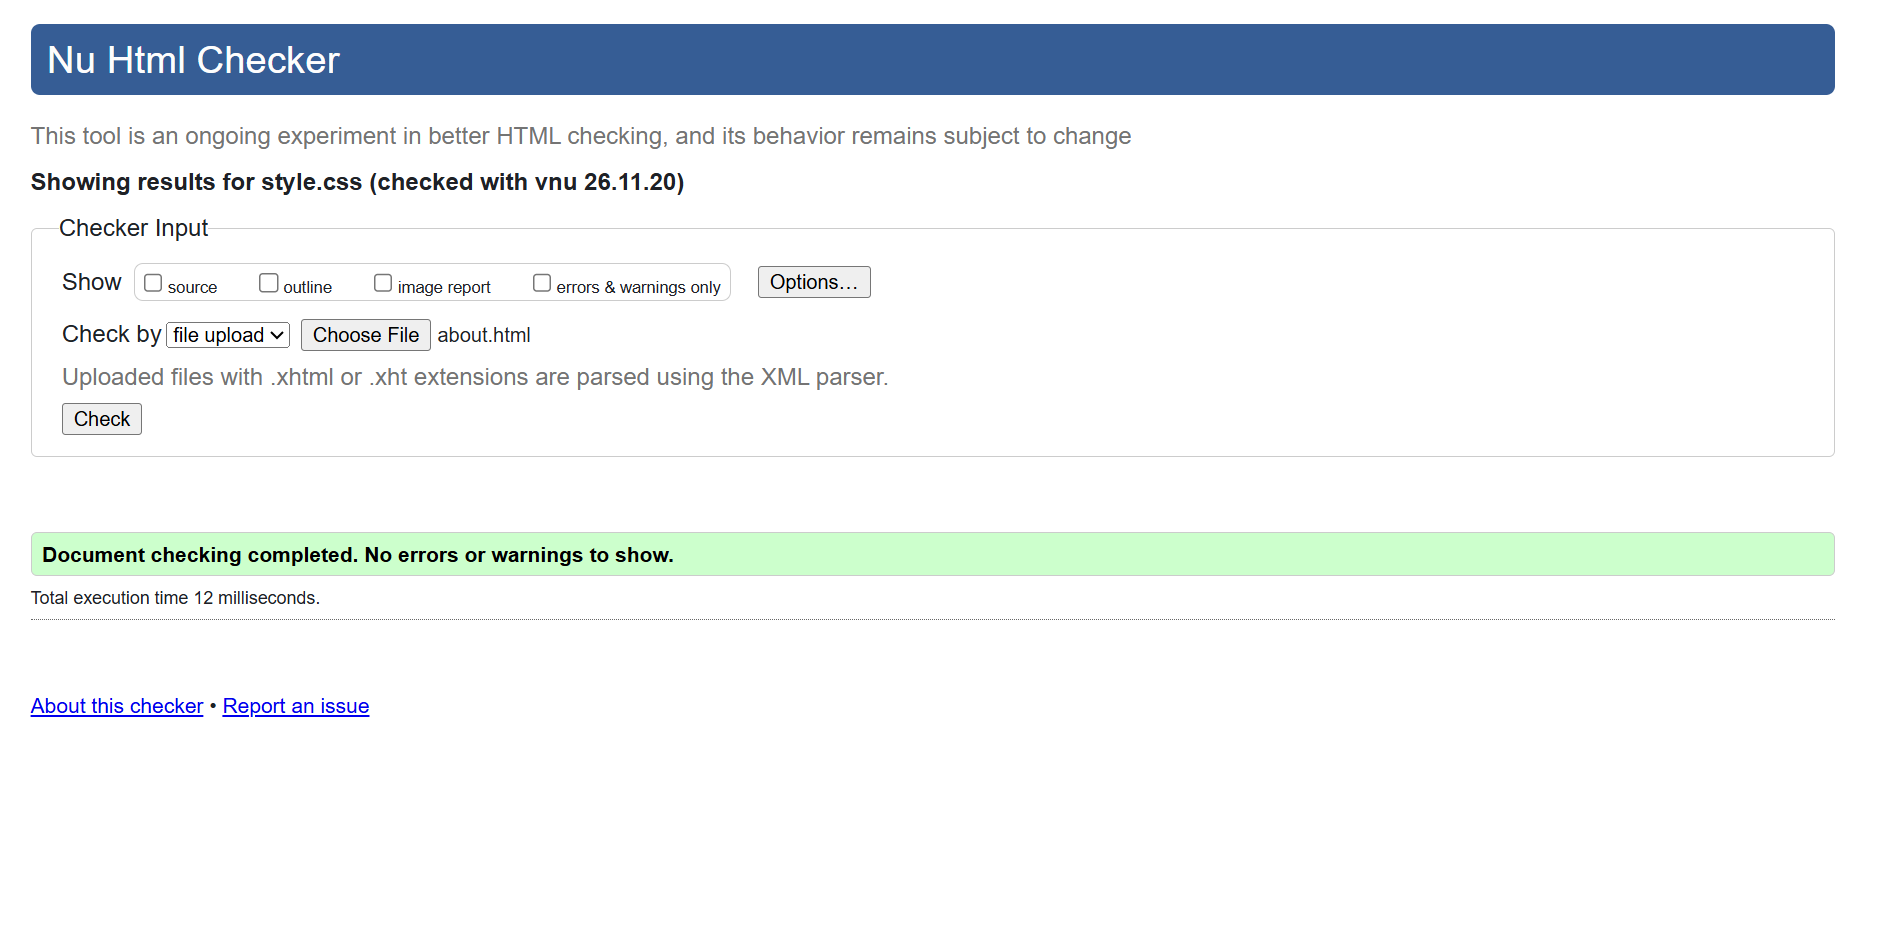 Nu Html Checker
This tool is an ongoing experiment in better HTML checking, and its behavior remains subject to change
Showing results for style.css (checked with vnu 26.11.20)
Checker Input
Show source outline image report errors & warnings only Options…
Check by file upload Choose File about.html
Uploaded files with .xhtml or .xht extensions are parsed using the XML parser.
Check
Document checking completed. No errors or warnings to show.
Total execution time 12 milliseconds.
About this checker • Report an issue